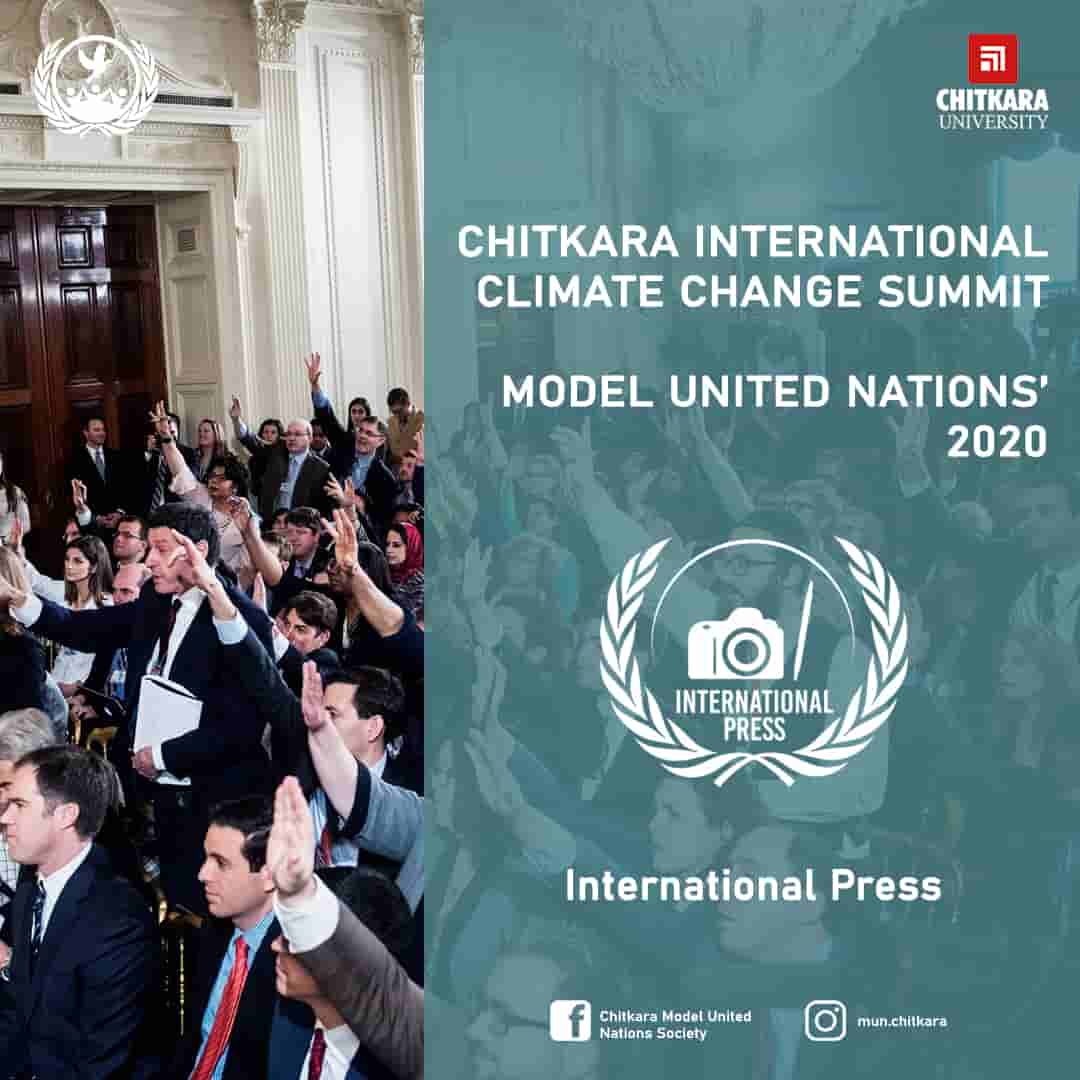 CHITKARA
UNIVERSITY
CHITKARA INTERNATIONAL
CLIMATE CHANGE SUMMIT
MODEL UNITED NATIONS’
2020
INTERNATIONAL
PRESS
International Press
Chitkara Model United
Nations Society
mun.chitkara